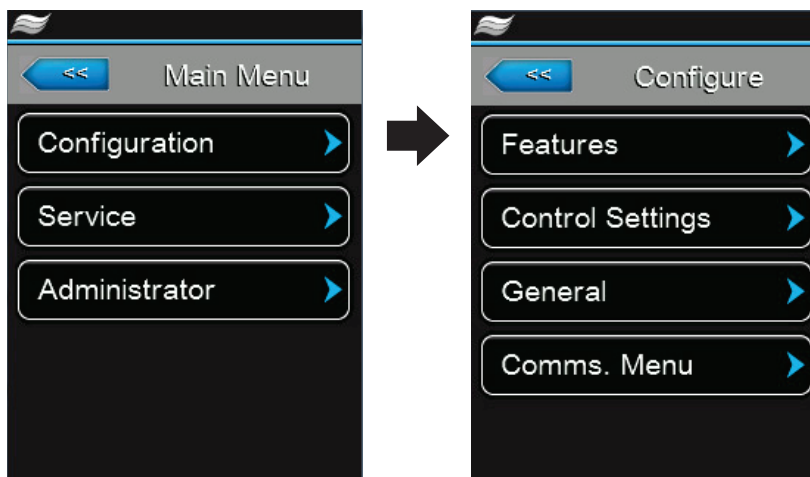 << Main Menu
Configuration
Service
Administrator
<< Configure
Features
Control Settings
General
Comms. Menu